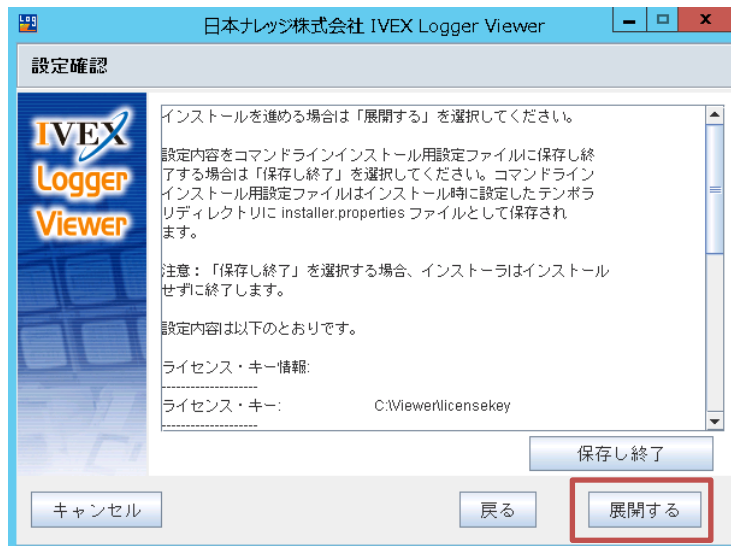 Log
日本ナレッジ株式会社 IVEX Logger Viewer
設定確認
IVEX
Logger
Viewer
インストールを進める場合は「展開する」を選択してください。
設定内容をコマンドラインインストール用設定ファイルに保存し終
了する場合は「保存し終了」を選択してください。コマンドライン
インストール用設定ファイルはインストール時に設定したテンポラ
リディレクトリに installer.properties ファイルとして保存され
ます。
注意：「保存し終了」を選択する場合、インストーラはインストール
せずに終了します。
設定内容は以下のとおりです。
ライセンス・キー情報:
--------------------
ライセンス・キー: C:\Viewer\licensekey
--------------------
保存し終了
キャンセル
戻る
展開する